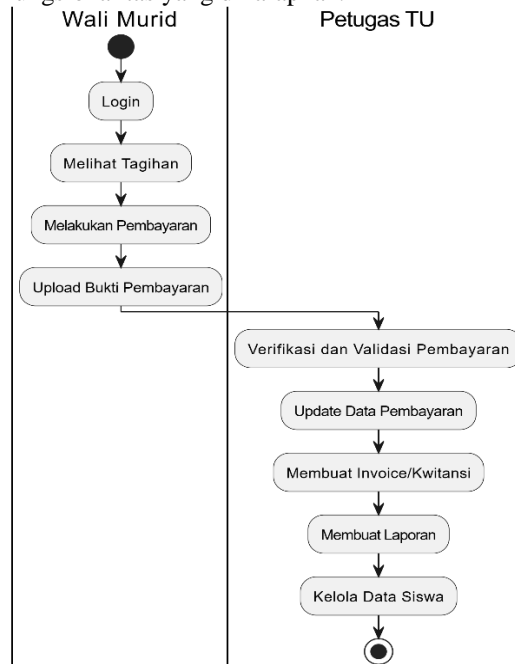 Wali Murid
Petugas TU
Login
Melihat Tagihan
Melakukan Pembayaran
Upload Bukti Pembayaran
Verifikasi dan Validasi Pembayaran
Update Data Pembayaran
Membuat Invoice/Kwitansi
Membuat Laporan
Kelola Data Siswa